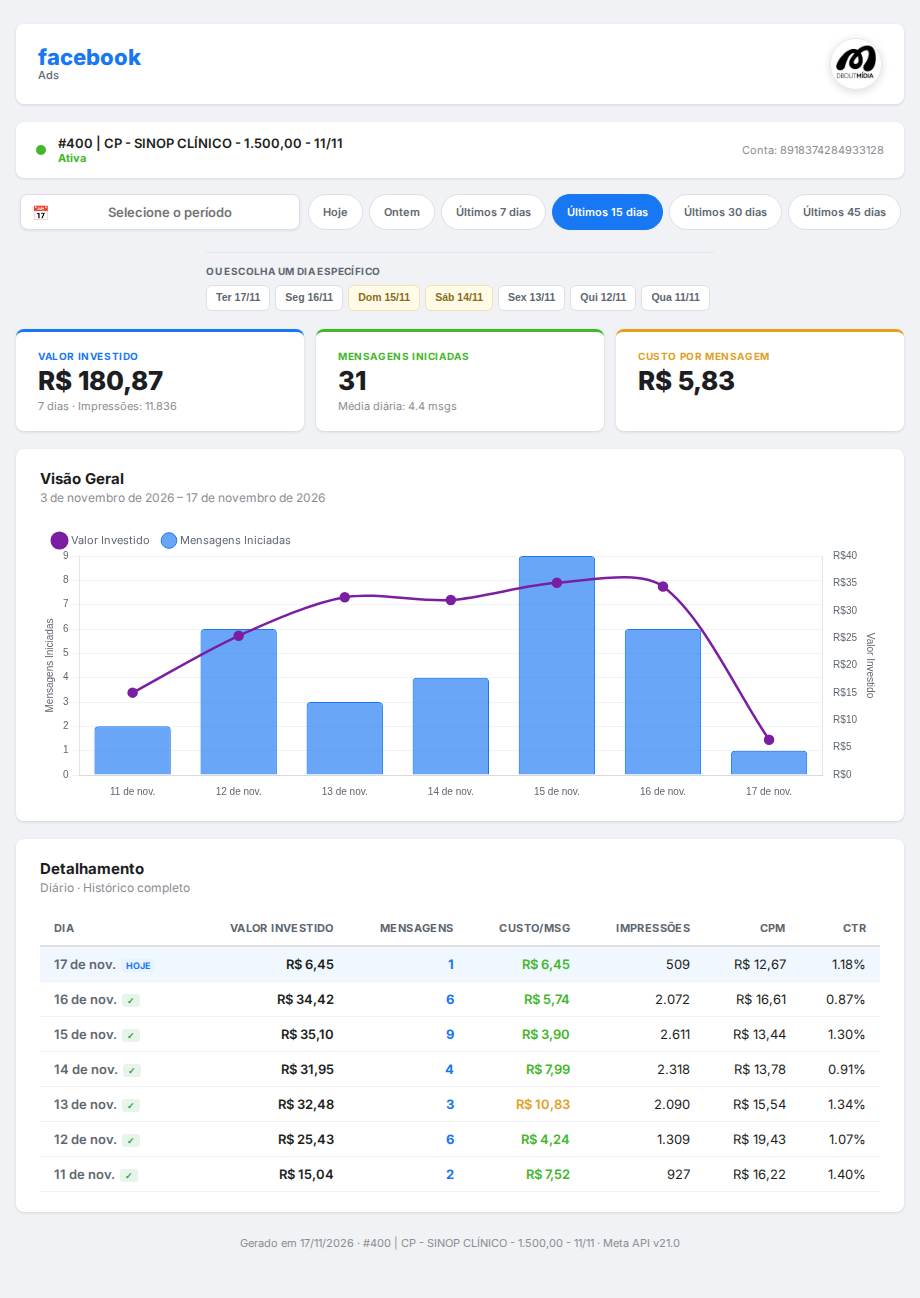 facebook
Ads
DBOUTMÍDIA
#400 | CP - SINOP CLÍNICO - 1.500,00 - 11/11
Ativa
Conta: 8918374284933128
📅 Selecione o período
Hoje
Ontem
Últimos 7 dias
Últimos 15 dias
Últimos 30 dias
Últimos 45 dias
OU ESCOLHA UM DIA ESPECÍFICO
Ter 17/11
Seg 16/11
Dom 15/11
Sáb 14/11
Sex 13/11
Qui 12/11
Qua 11/11
VALOR INVESTIDO
R$ 180,87
7 dias · Impressões: 11.836
MENSAGENS INICIADAS
31
Média diária: 4.4 msgs
CUSTO POR MENSAGEM
R$ 5,83
Visão Geral
3 de novembro de 2026 – 17 de novembro de 2026
Valor Investido
Mensagens Iniciadas
Mensagens Iniciadas
9
8
7
6
5
4
3
2
1
0
R$40
R$35
R$30
R$25
R$20
R$15
R$10
R$5
R$0
Valor Investido
11 de nov.
12 de nov.
13 de nov.
14 de nov.
15 de nov.
16 de nov.
17 de nov.
Detalhamento
Diário · Histórico completo
DIA VALOR INVESTIDO MENSAGENS CUSTO/MSG IMPRESSÕES CPM CTR
17 de nov. HOJE R$ 6,45 1 R$ 6,45 509 R$ 12,67 1.18%
16 de nov. ✓ R$ 34,42 6 R$ 5,74 2.072 R$ 16,61 0.87%
15 de nov. ✓ R$ 35,10 9 R$ 3,90 2.611 R$ 13,44 1.30%
14 de nov. ✓ R$ 31,95 4 R$ 7,99 2.318 R$ 13,78 0.91%
13 de nov. ✓ R$ 32,48 3 R$ 10,83 2.090 R$ 15,54 1.34%
12 de nov. ✓ R$ 25,43 6 R$ 4,24 1.309 R$ 19,43 1.07%
11 de nov. ✓ R$ 15,04 2 R$ 7,52 927 R$ 16,22 1.40%
Gerado em 17/11/2026 · #400 | CP - SINOP CLÍNICO - 1.500,00 - 11/11 · Meta API v21.0